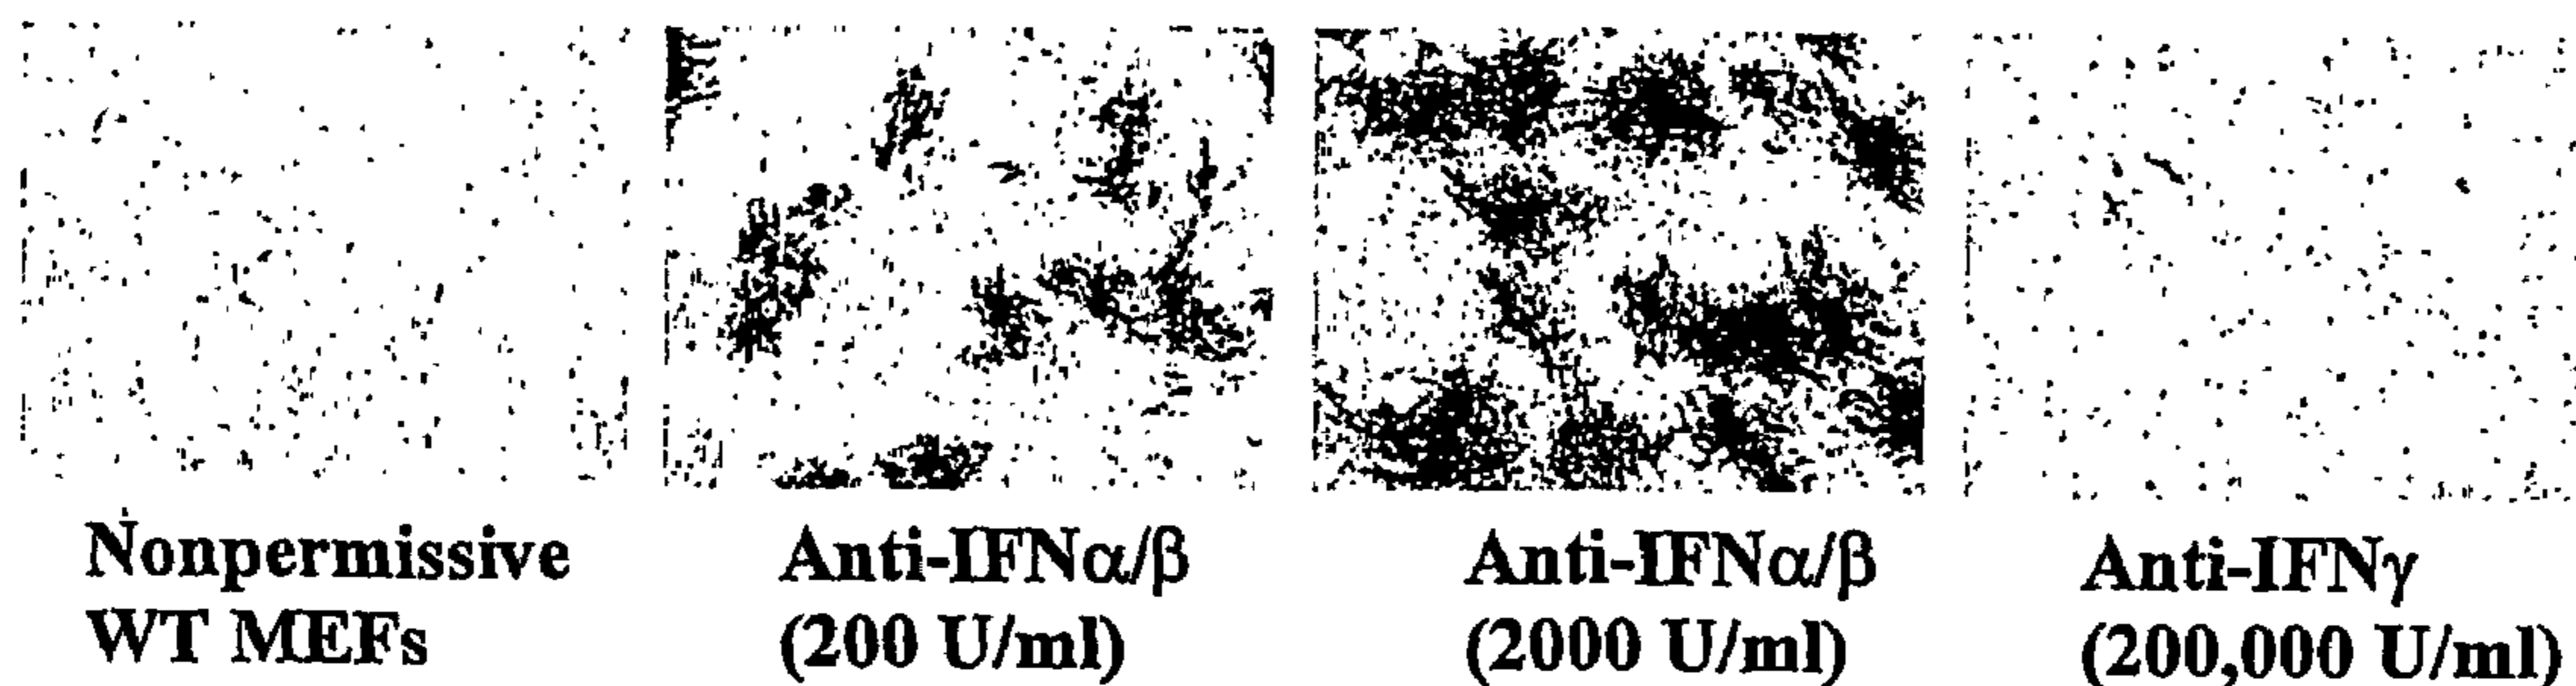 Nonpermissive
WT MEFs
Anti-IFNα/β
(200 U/ml)
Anti-IFNα/β
(2000 U/ml)
Anti-IFNγ
(200,000 U/ml)